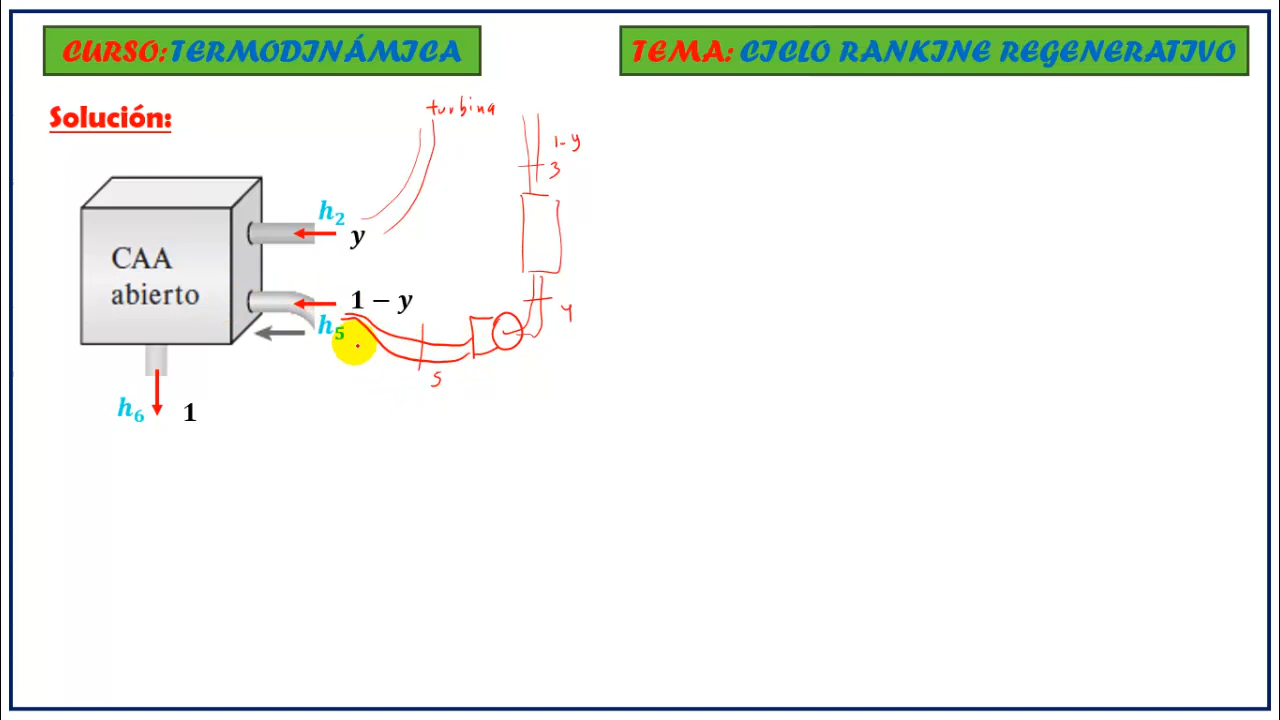 CURSO: TERMODINÁMICA
TEMA: CICLO RANKINE REGENERATIVO
Solución:
turbina
1-y
3
h2
y
CAA
abierto
1 − y
h5
4
5
h6
1